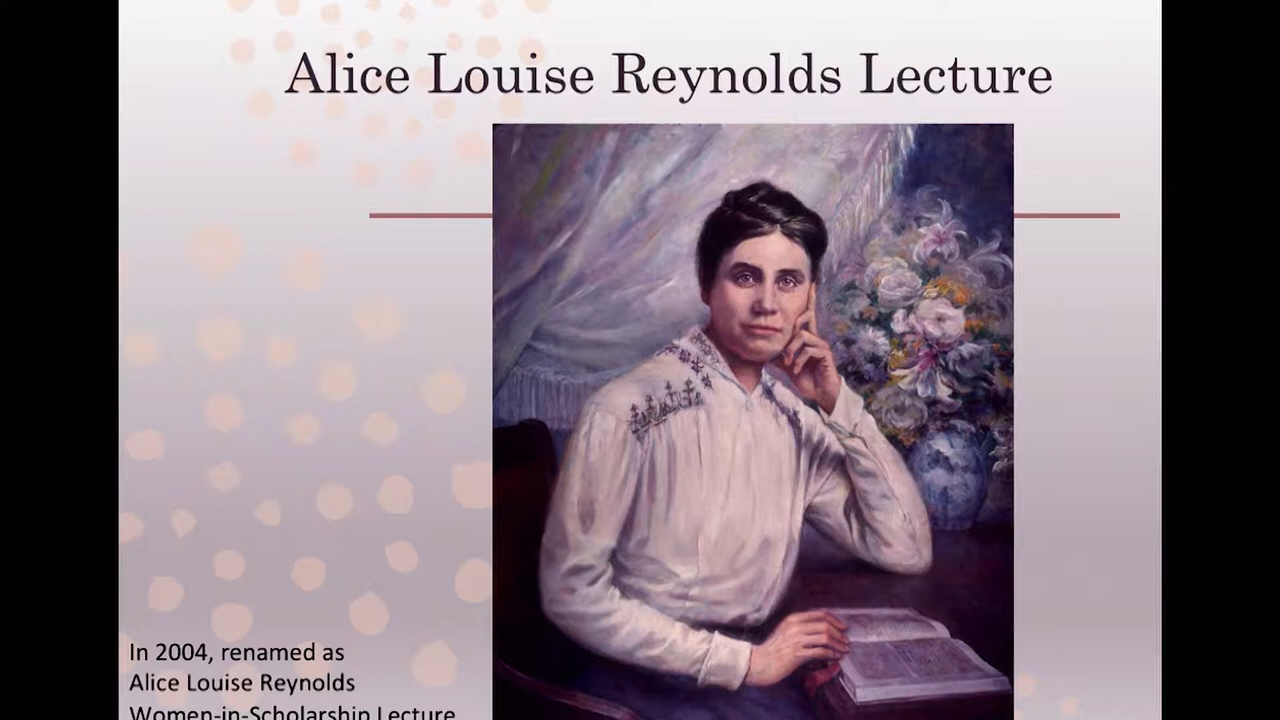 Alice Louise Reynolds Lecture
In 2004, renamed as
Alice Louise Reynolds
Women-in-Scholarship Lecture